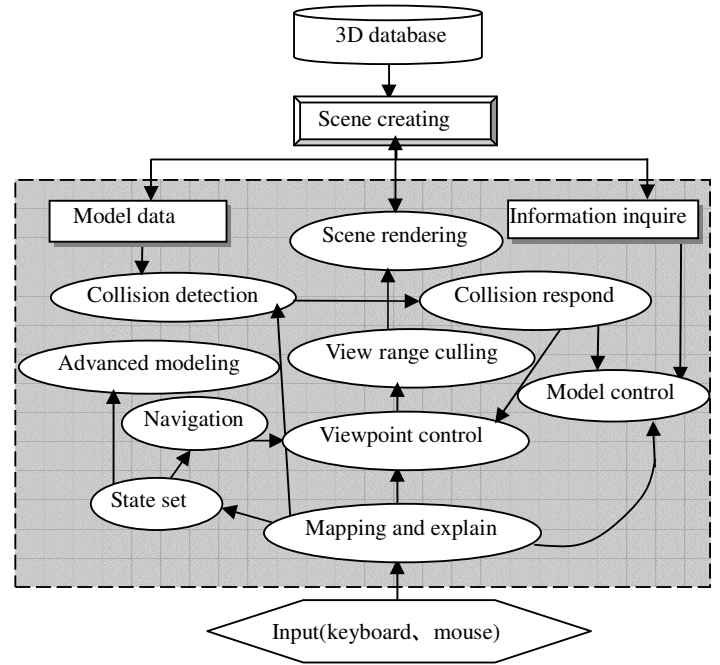 3D database
Scene creating
Model data
Information inquire
Scene rendering
Collision detection
Collision respond
Advanced modeling
View range culling
Model control
Navigation
Viewpoint control
State set
Mapping and explain
Input(keyboard、mouse)